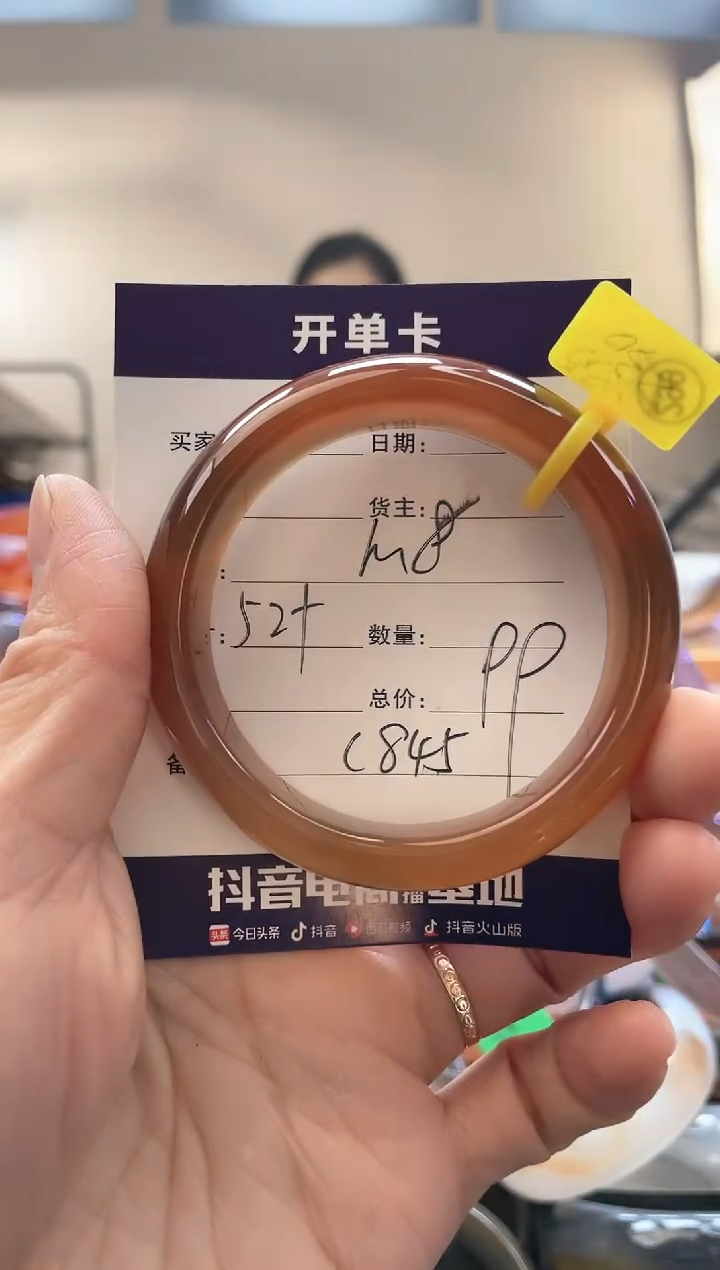 开单卡
买家
日期:
货主:
M8
:
52+
数量:
PP
总价:
C845
备
抖音电商直播基地
今日头条 抖音 西瓜视频 抖音火山版